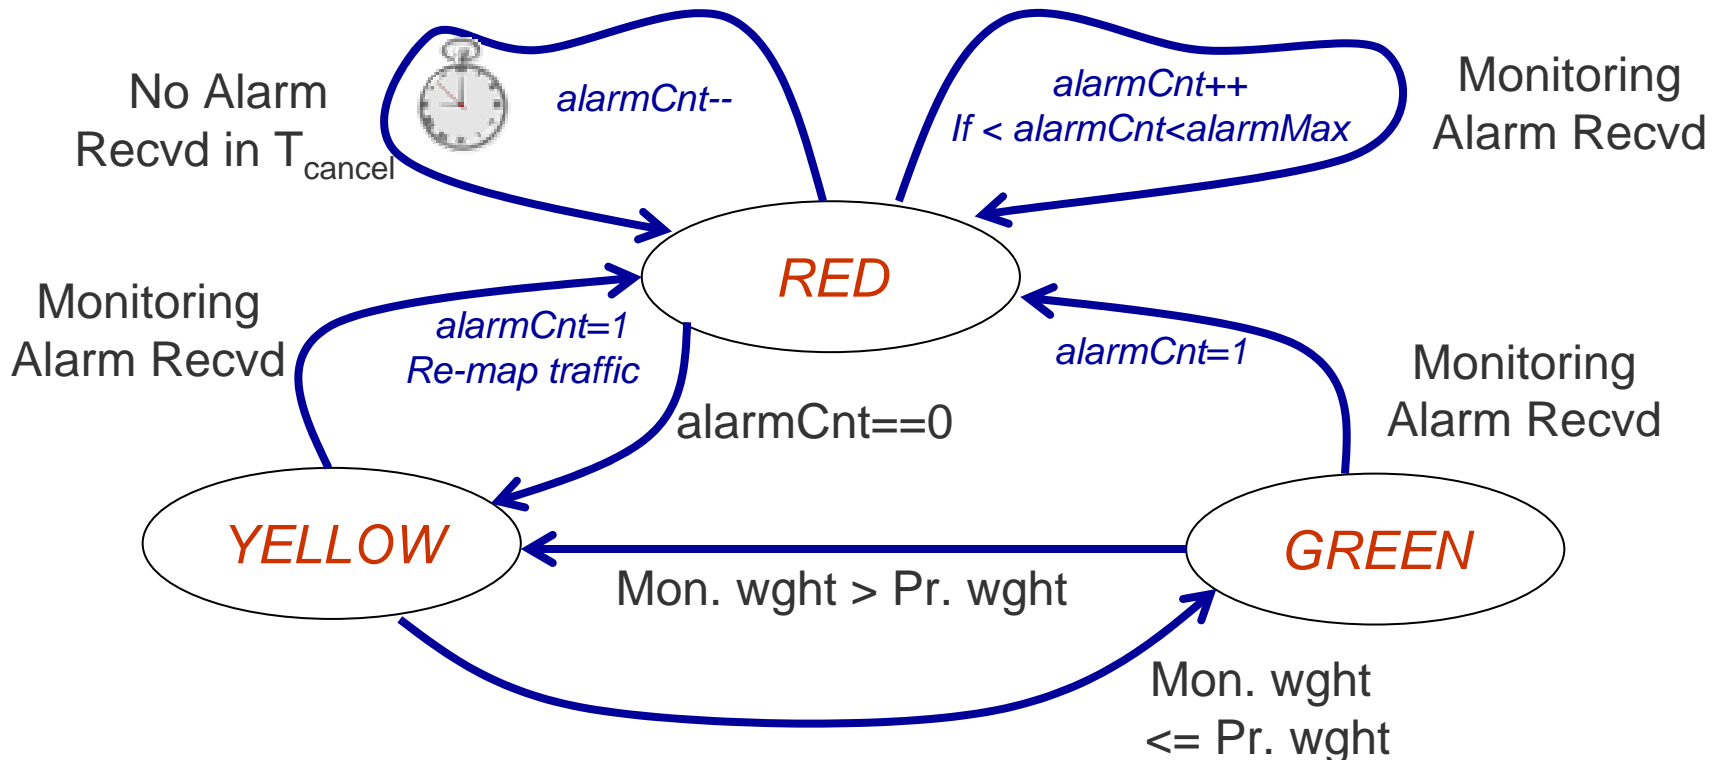 No Alarm
Recvd in Tcancel
alarmCnt--
alarmCnt++
If < alarmCnt<alarmMax
Monitoring
Alarm Recvd
RED
Monitoring
Alarm Recvd
alarmCnt=1
Re-map traffic
alarmCnt==0
alarmCnt=1
Monitoring
Alarm Recvd
YELLOW
GREEN
Mon. wght > Pr. wght
Mon. wght
<= Pr. wght